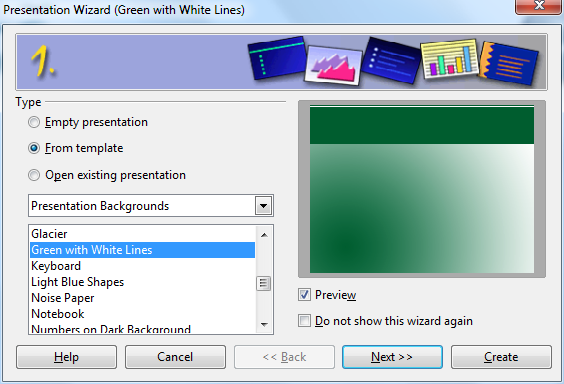 Presentation Wizard (Green with White Lines)
1.
Type
Empty presentation
From template
Open existing presentation
Presentation Backgrounds
Glacier
Green with White Lines
Keyboard
Light Blue Shapes
Noise Paper
Notebook
Numbers on Dark Background
Preview
Do not show this wizard again
Help
Cancel
<< Back
Next >>
Create